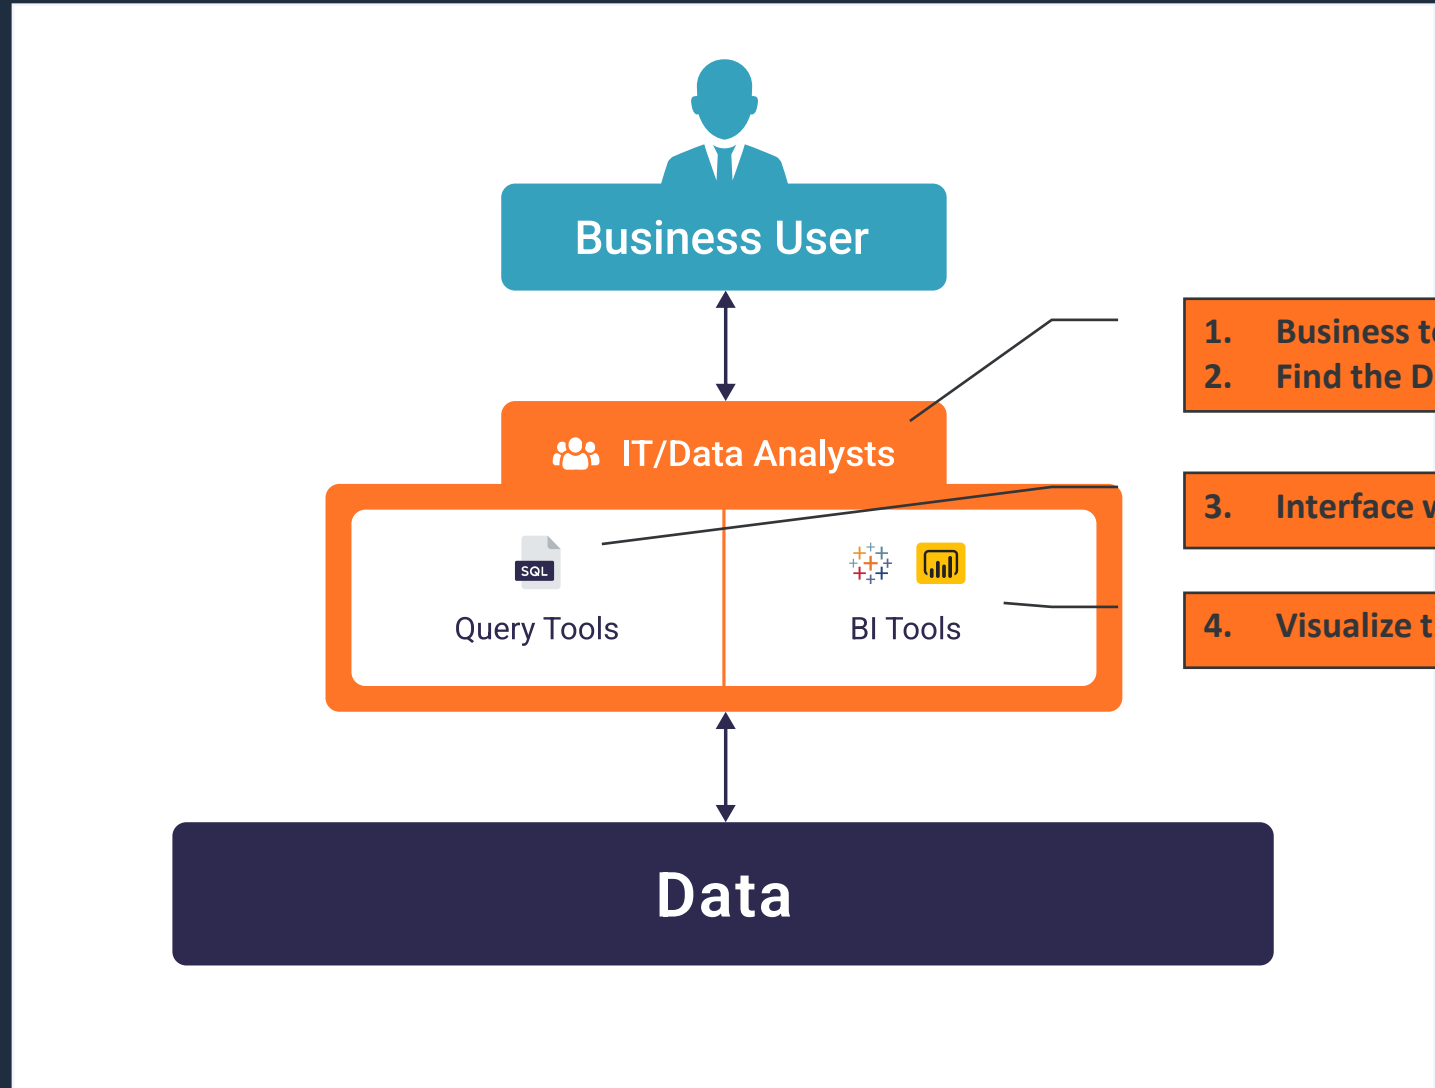 Business User
1. Business
2. Find the
IT/Data Analysts
3. Interface
SQL
Query Tools
BI Tools
4. Visualize
Data